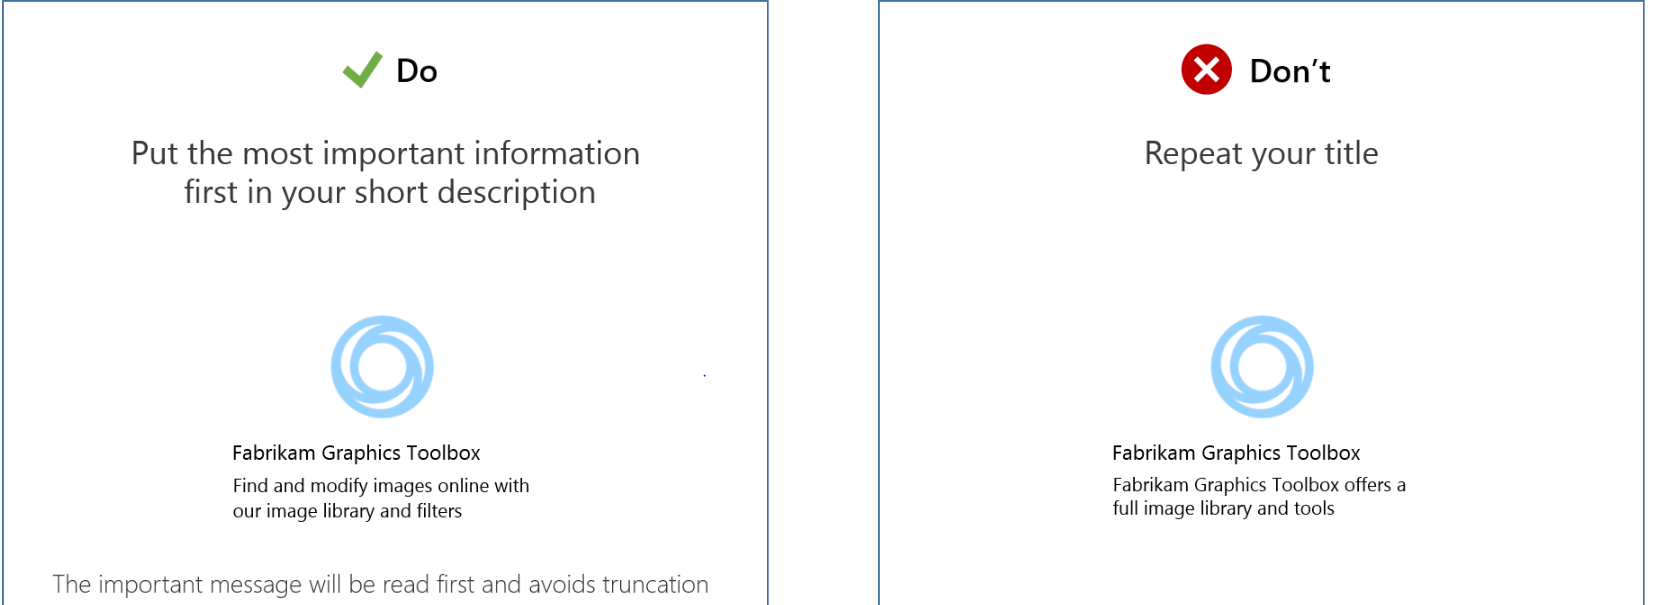 Do
Put the most important information
first in your short description
Fabrikam Graphics Toolbox
Find and modify images online with
our image library and filters
The important message will be read first and avoids truncation
Don’t
Repeat your title
Fabrikam Graphics Toolbox
Fabrikam Graphics Toolbox offers a
full image library and tools